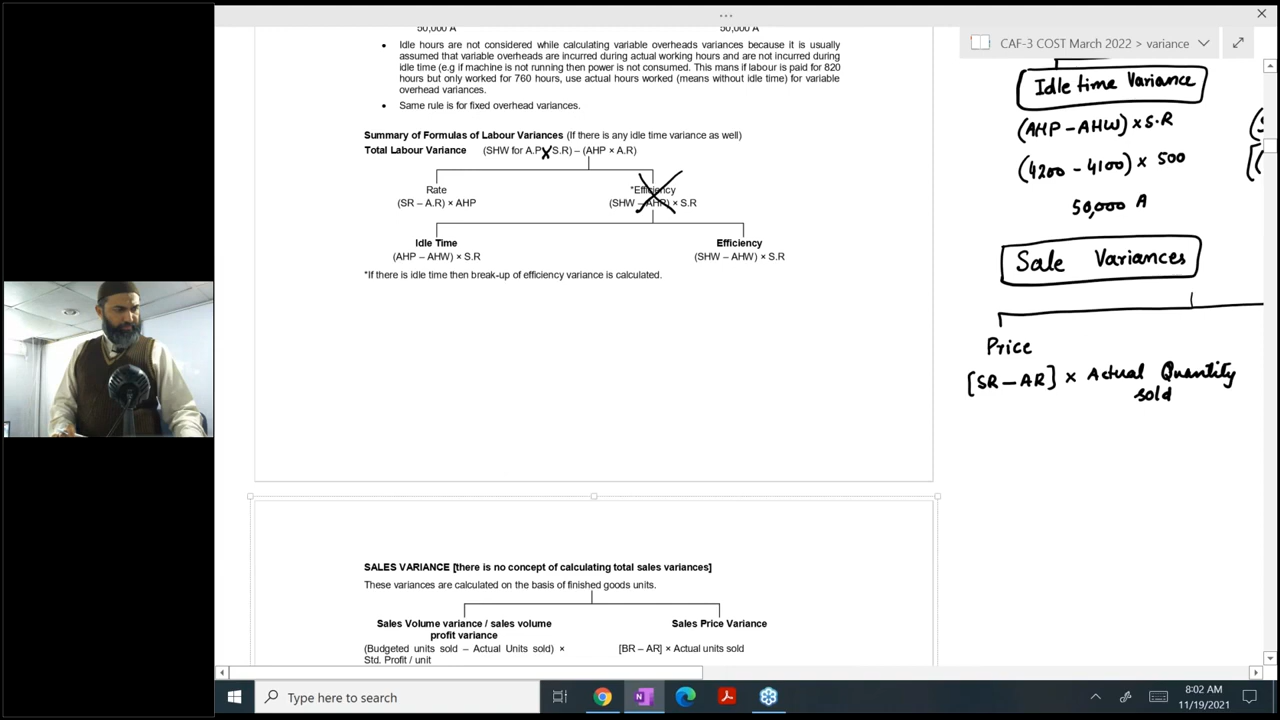 CAF-3 COST March 2022 > variance
50,000 A 50,000 A
• Idle hours are not considered while calculating variable overheads variances because it is usually
assumed that variable overheads are incurred during actual working hours and are not incurred during
idle time (e.g if machine is not running then power is not consumed. This mans if labour is paid for 820
hours but only worked for 760 hours, use actual hours worked (means without idle time) for variable
overhead variances.
• Same rule is for fixed overhead variances.
Summary of Formulas of Labour Variances (If there is any idle time variance as well)
Total Labour Variance (SHW for A.P × S.R) – (AHP × A.R)
Rate *Efficiency
(SR – A.R) × AHP (SHW – AHP) × S.R
Idle Time Efficiency
(AHP – AHW) × S.R (SHW – AHW) × S.R
*If there is idle time then break-up of efficiency variance is calculated.
SALES VARIANCE [there is no concept of calculating total sales variances]
These variances are calculated on the basis of finished goods units.
Sales Volume variance / sales volume Sales Price Variance
profit variance
(Budgeted units sold – Actual Units sold) × [BR – AR] × Actual units sold
Std. Profit / unit
Idle time Variance
(AHP – AHW) × S.R
(4200 – 4100) × 500
50,000 A
Sale Variances
Price
[SR – AR] × Actual Quantity
sold
Type here to search
8:02 AM
11/19/2021